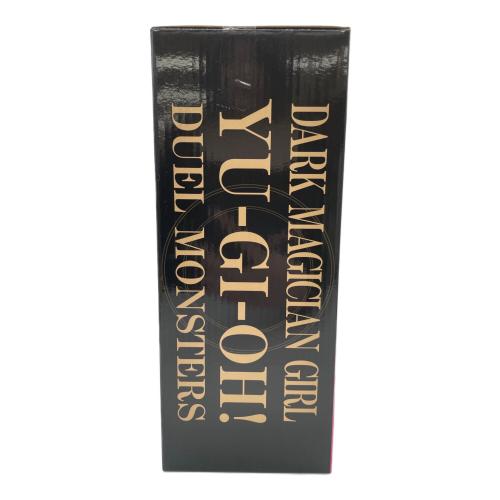 DARK MAGICIAN GIRL
YU-GI-OH!
DUEL MONSTERS